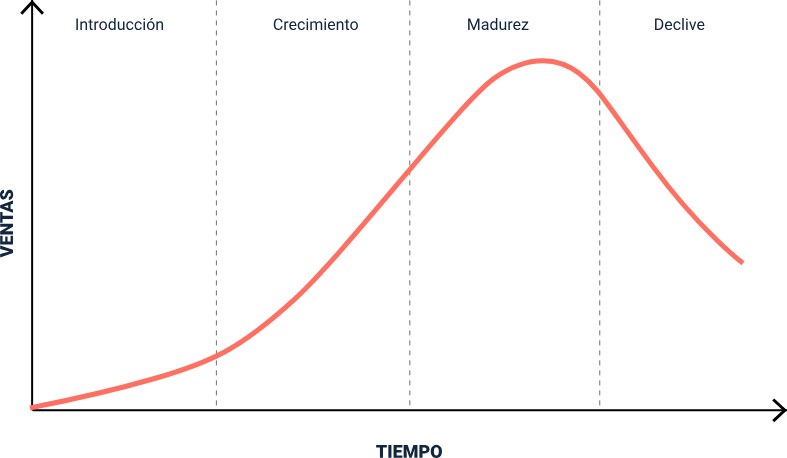 Introducción
Crecimiento
Madurez
Declive
VENTAS
TIEMPO